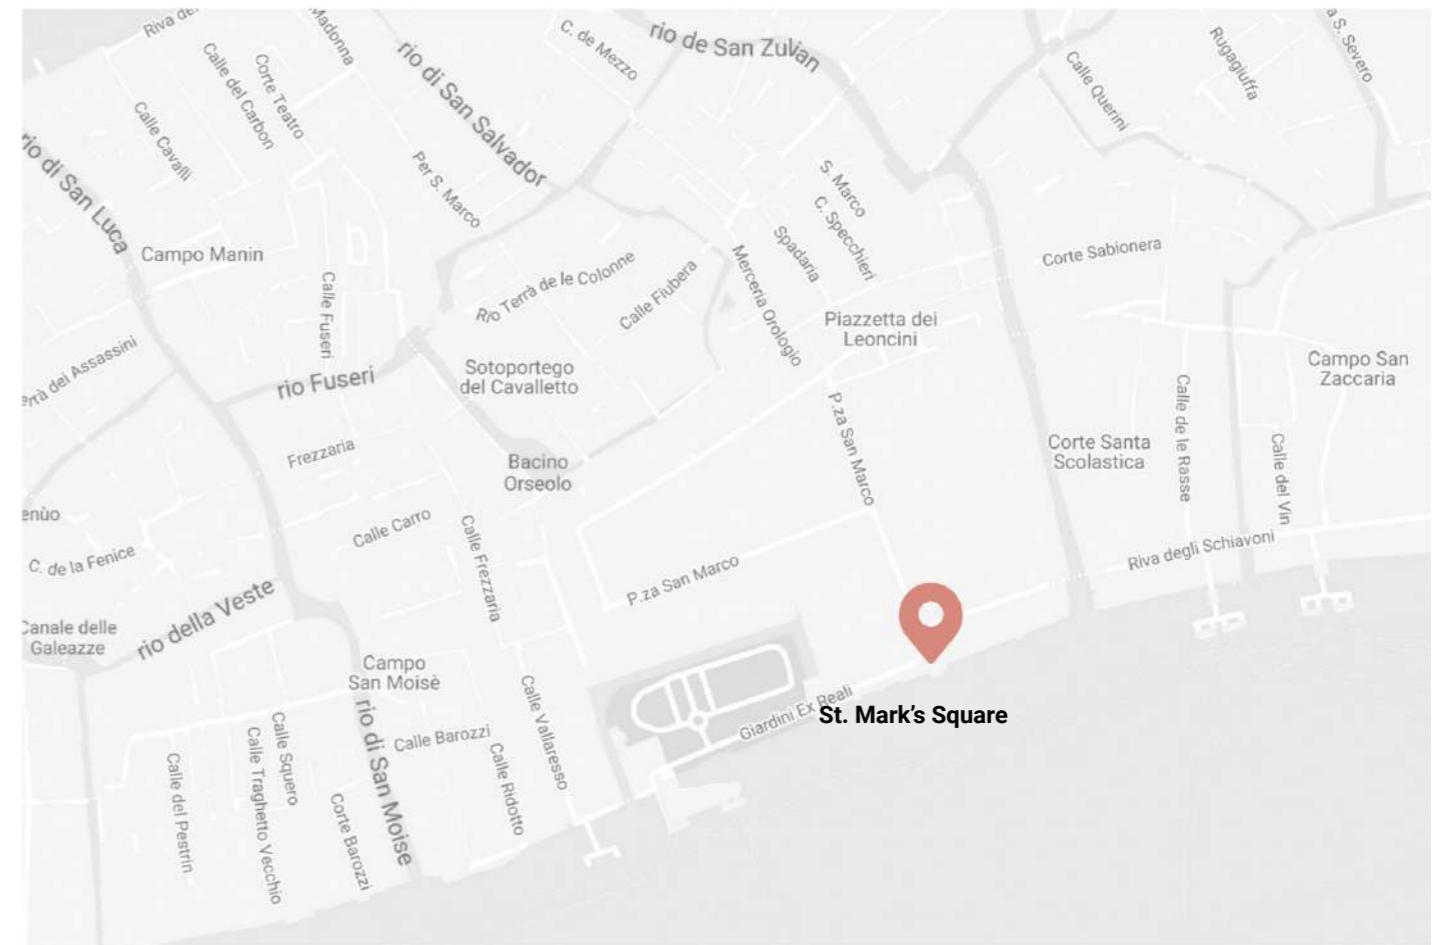 Riva de
Madonna
C. de Mezzo
rio de San Zulian
Rugagiuffa
a S. Severo
Calle del Carbon
Corte Teatro
rio di San Salvador
Calle Querini
Calle Cavalli
rio di San Luca
Per S. Marco
S. Marco
C. Specchieri
Spadaria
Campo Manin
Corte Sabionera
Rio Terrà de le Colonne
Calle Fiubera
Merceria Orologio
Calle Fuseri
Piazzetta dei
Leoncini
rrà dei Assassini
rio Fuseri
Sotoportego
del Cavalletto
Campo San
Zaccaria
P.za San Marco
Calle de le Rasse
Frezzaria
Corte Santa
Scolastica
Bacino
Orseolo
Calle del Vin
enùo
Calle Carro
Calle Frezzaria
C. de la Fenice
Riva degli Schiavoni
P.za San Marco
rio della Veste
Canale delle
Galeazze
Campo
San Moisè
Calle Vallaresso
Giardini Ex Reali
St. Mark’s Square
Calle Squero
Calle Traghetto Vecchio
rio di San Moise
Calle Barozzi
Calle Ridotto
Calle del Pestrin
Corte Barozzi